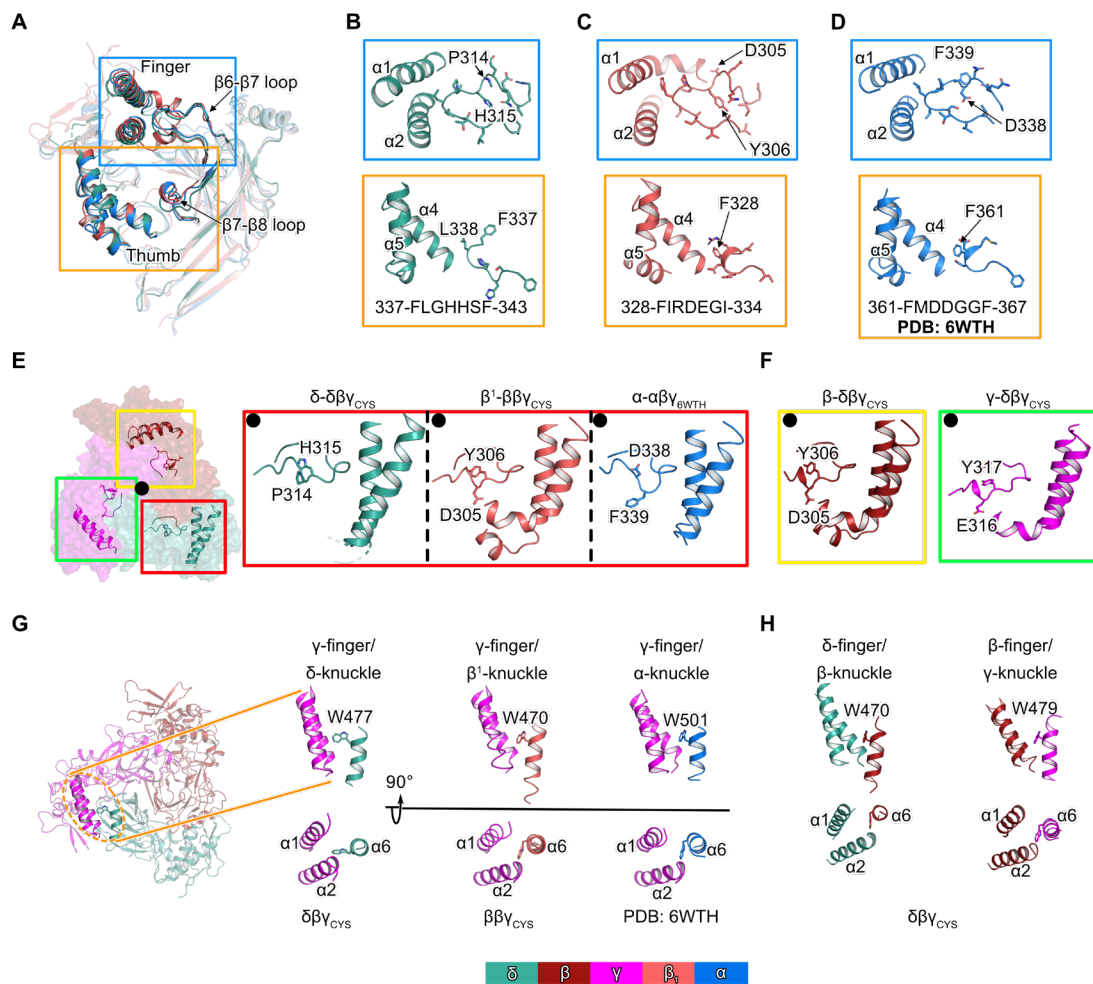 A
Finger
β6-β7 loop
β7-β8 loop
Thumb
B
α1
P314
H315
α2
α4
α5
L338
F337
337-FLGHHSF-343
C
α1
D305
α2
Y306
α4
F328
α5
328-FIRDEGI-334
D
α1
F339
α2
D338
α4
F361
α5
361-FMDDGGF-367
PDB: 6WTH
E
δ-δβγCYS
β¹-ββγCYS
α-αβγ6WTH
H315
P314
Y306
D305
D338
F339
F
β-δβγCYS
γ-δβγCYS
Y306
D305
Y317
E316
G
γ-finger/
δ-knuckle
γ-finger/
β¹-knuckle
γ-finger/
α-knuckle
W477
W470
W501
90°
α1
α6
α2
α1
α6
α2
α1
α6
α2
δβγCYS
ββγCYS
PDB: 6WTH
H
δ-finger/
β-knuckle
β-finger/
γ-knuckle
W470
W479
α1
α6
α2
α1
α6
α2
δβγCYS
δ β γ β₁ α